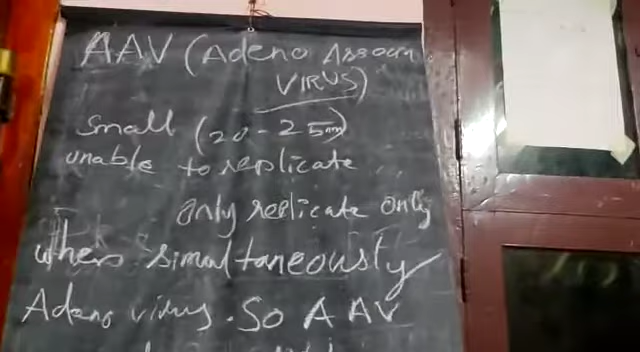 AAV (Adeno Associa
VIRUS)
Small (20-25nm)
unable to replicate..
only replicate only
when simultaneously
Adeno virus. So AAV